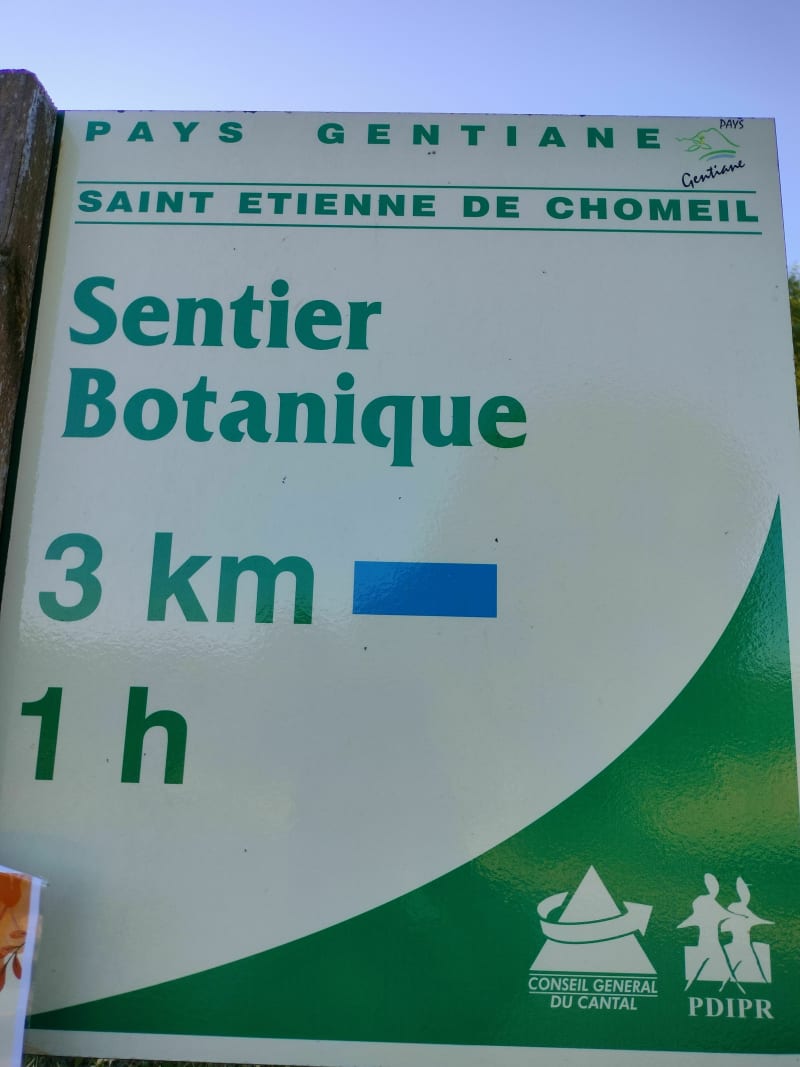 PAYS GENTIANE
PAYS
Gentiane
SAINT ETIENNE DE CHOMEIL
Sentier
Botanique
3 km
1 h
CONSEIL GENERAL
DU CANTAL
PDIPR